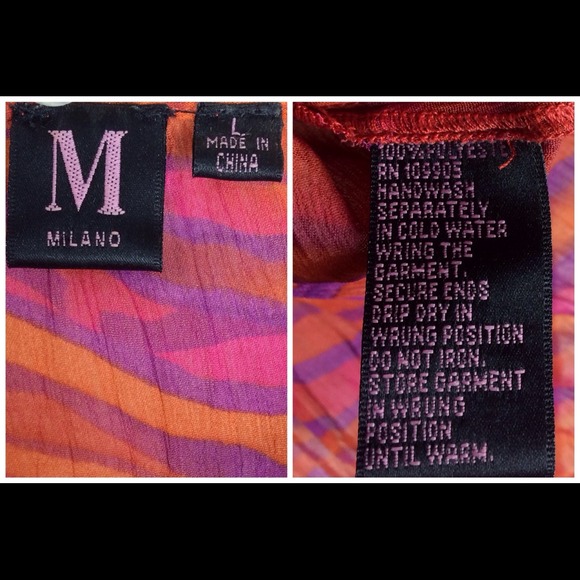 M
MILANO
L
MADE IN
CHINA
100% POLYESTER
RN 109905
HANDWASH
SEPARATELY
IN COLD WATER
WRING THE
GARMENT.
SECURE ENDS
DRIP DRY IN
WRUNG POSITION
DO NOT IRON.
STORE GARMENT
IN WRUNG
POSITION
UNTIL WARM.